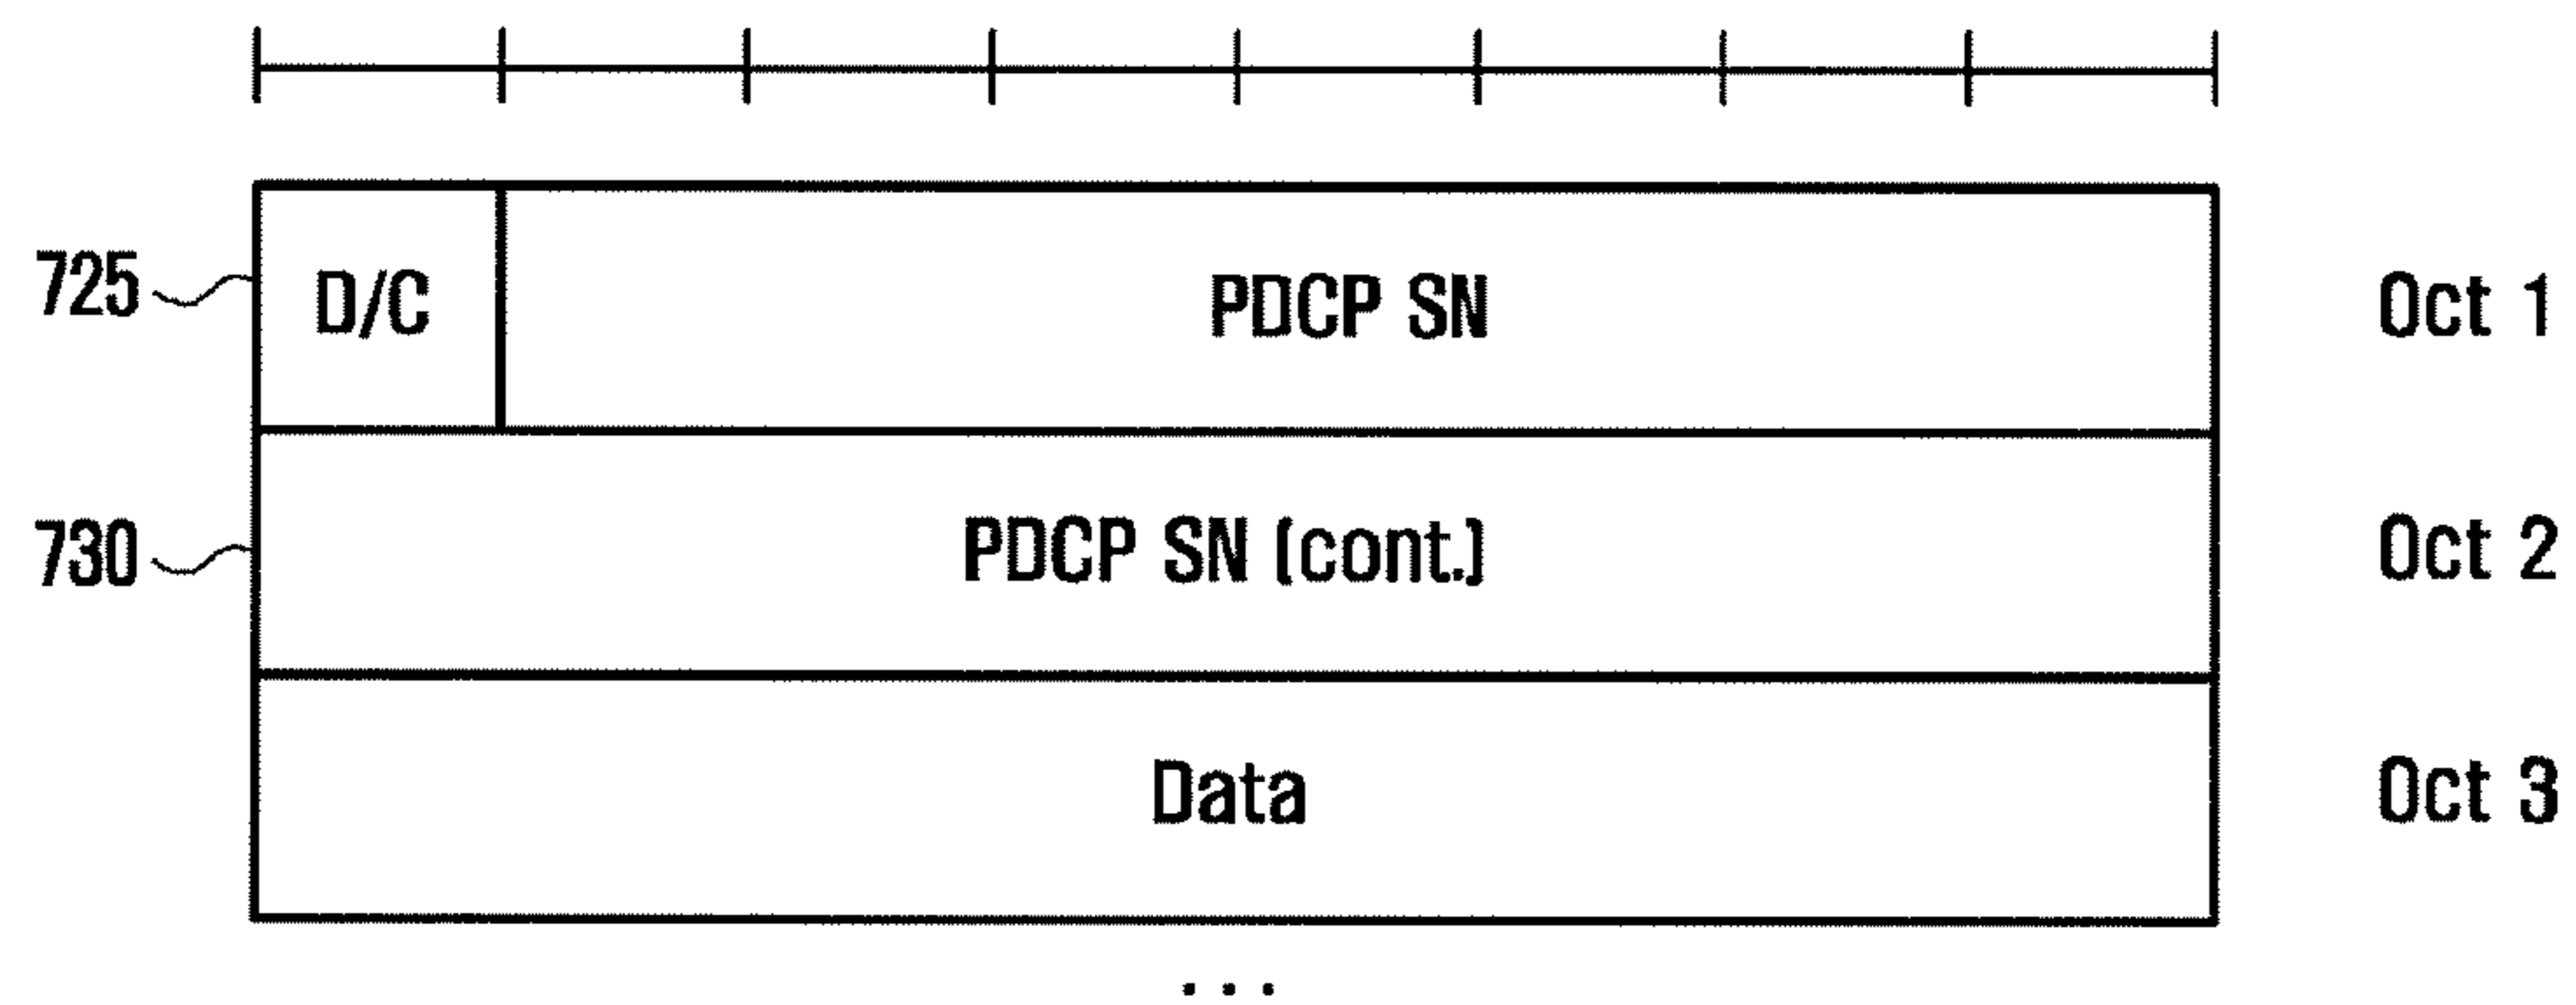 725 D/C PDCP SN Oct 1
730 PDCP SN (cont.) Oct 2
Data Oct 3
...